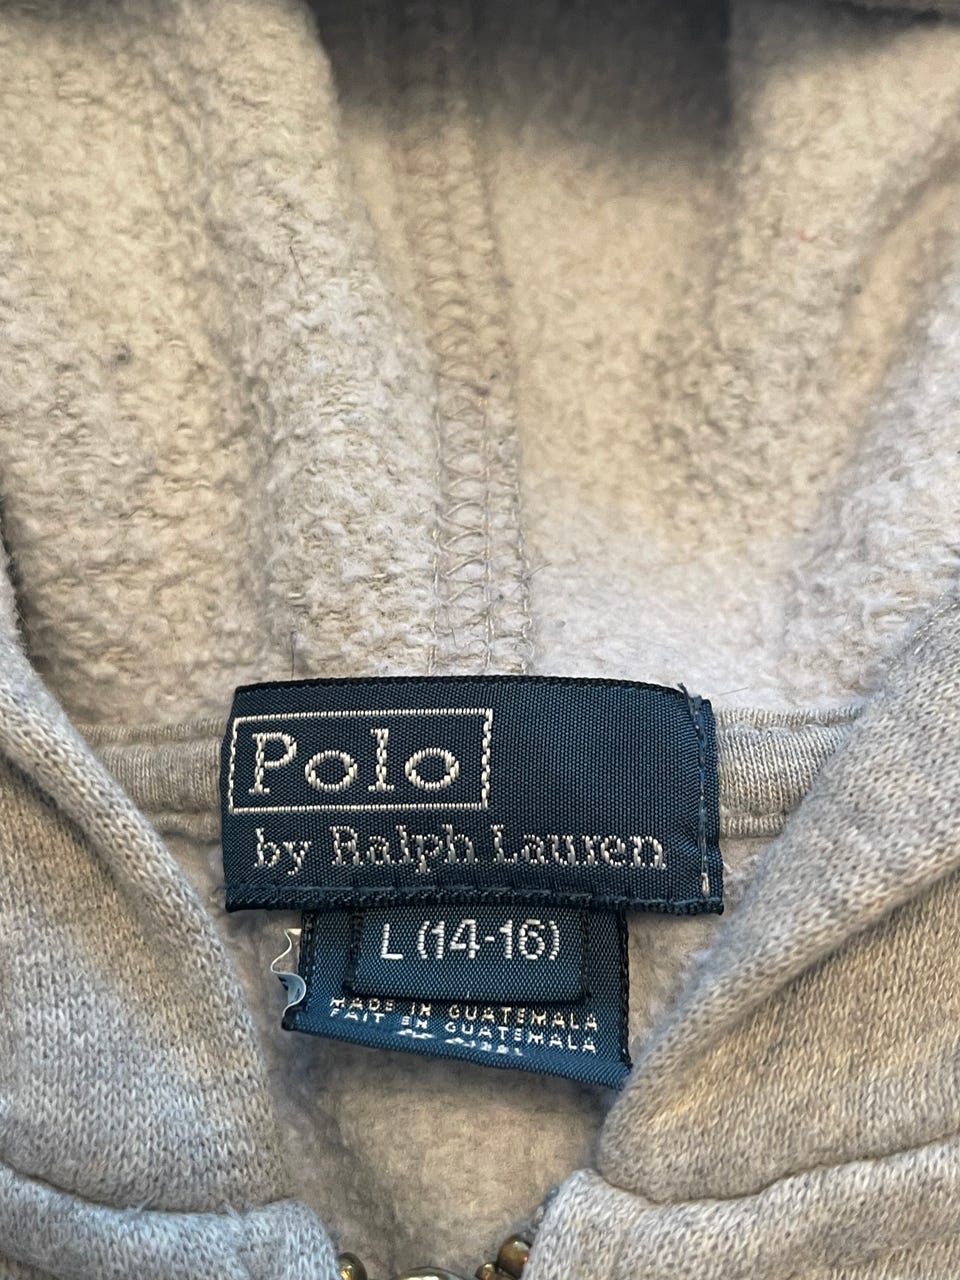 Polo
by Ralph Lauren
L (14-16)
MADE IN GUATEMALA
FAIT EN GUATEMALA